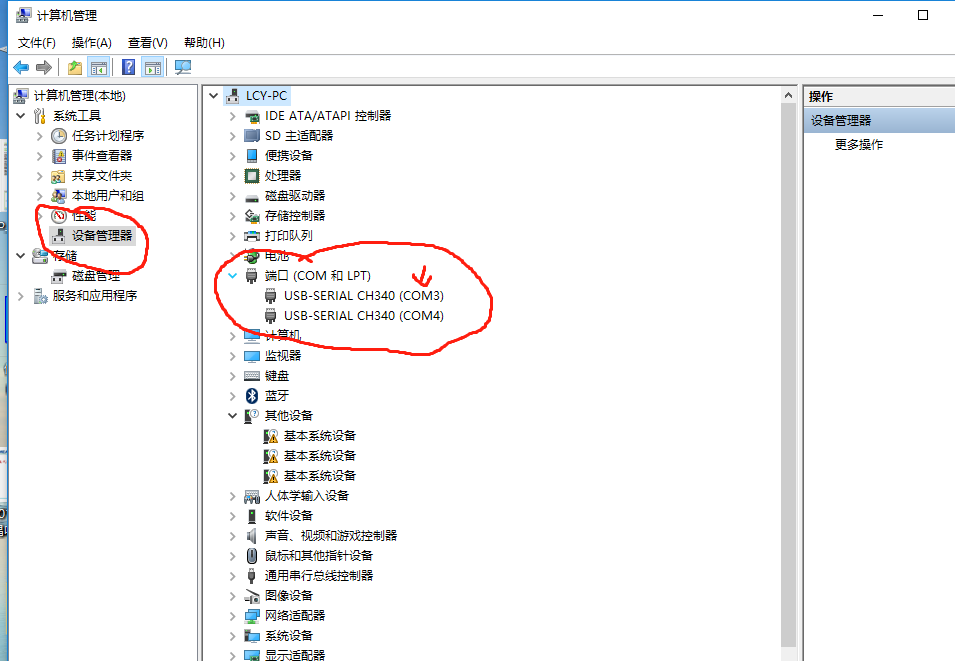 计算机管理
文件(F) 操作(A) 查看(V) 帮助(H)
计算机管理(本地)
系统工具
任务计划程序
事件查看器
共享文件夹
本地用户和组
性能
设备管理器
存储
磁盘管理
服务和应用程序
LCY-PC
IDE ATA/ATAPI 控制器
SD 主适配器
便携设备
处理器
磁盘驱动器
存储控制器
打印队列
电池
端口 (COM 和 LPT)
USB-SERIAL CH340 (COM3)
USB-SERIAL CH340 (COM4)
计算机
监视器
键盘
蓝牙
其他设备
基本系统设备
基本系统设备
基本系统设备
人体学输入设备
软件设备
声音、视频和游戏控制器
鼠标和其他指针设备
通用串行总线控制器
图像设备
网络适配器
系统设备
显示适配器
操作
设备管理器
更多操作